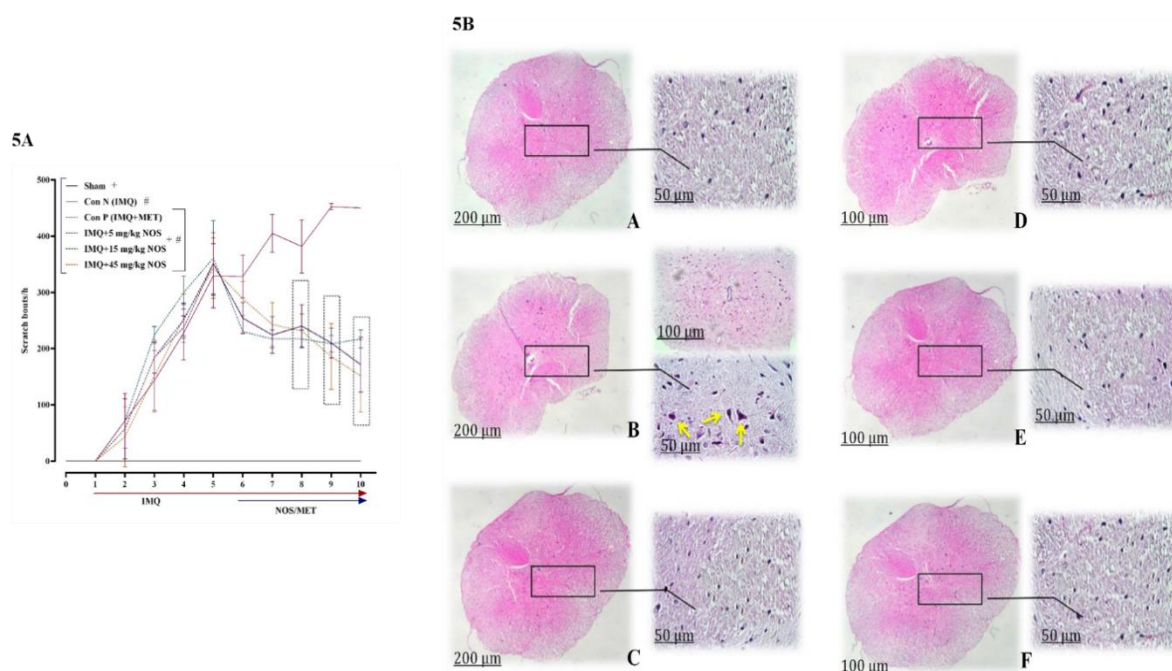 5A
Scratch bouts/h
500
400
300
200
100
0
Sham +
Con N (IMQ) #
Con P (IMQ+MET)
IMQ+5 mg/kg NOS
IMQ+15 mg/kg NOS
IMQ+45 mg/kg NOS
+ #
0 1 2 3 4 5 6 7 8 9 10
IMQ
NOS/MET
5B
200 µm
A
50 µm
100 µm
D
50 µm
200 µm
B
100 µm
50 µm
100 µm
E
50 µm
200 µm
C
50 µm
100 µm
F
50 µm